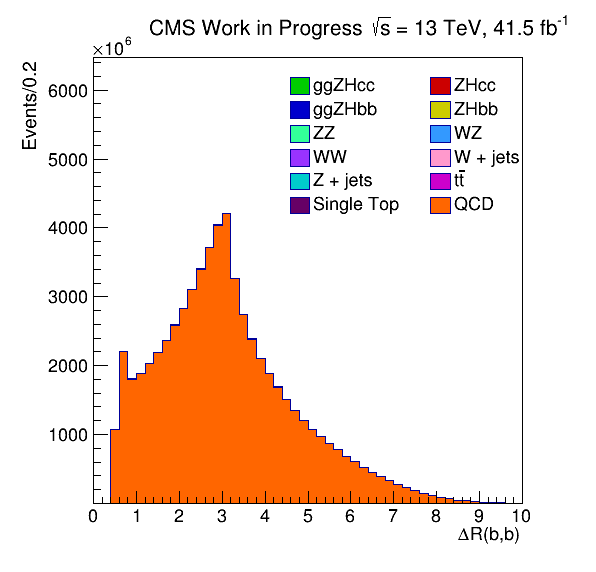 CMS Work in Progress √s = 13 TeV, 41.5 fb⁻¹
×10⁶
Events/0.2
6000
5000
4000
3000
2000
1000
ggZHcc ZHcc
ggZHbb ZHbb
ZZ WZ
WW W + jets
Z + jets tt̄
Single Top QCD
0 1 2 3 4 5 6 7 8 9 10
ΔR(b,b)